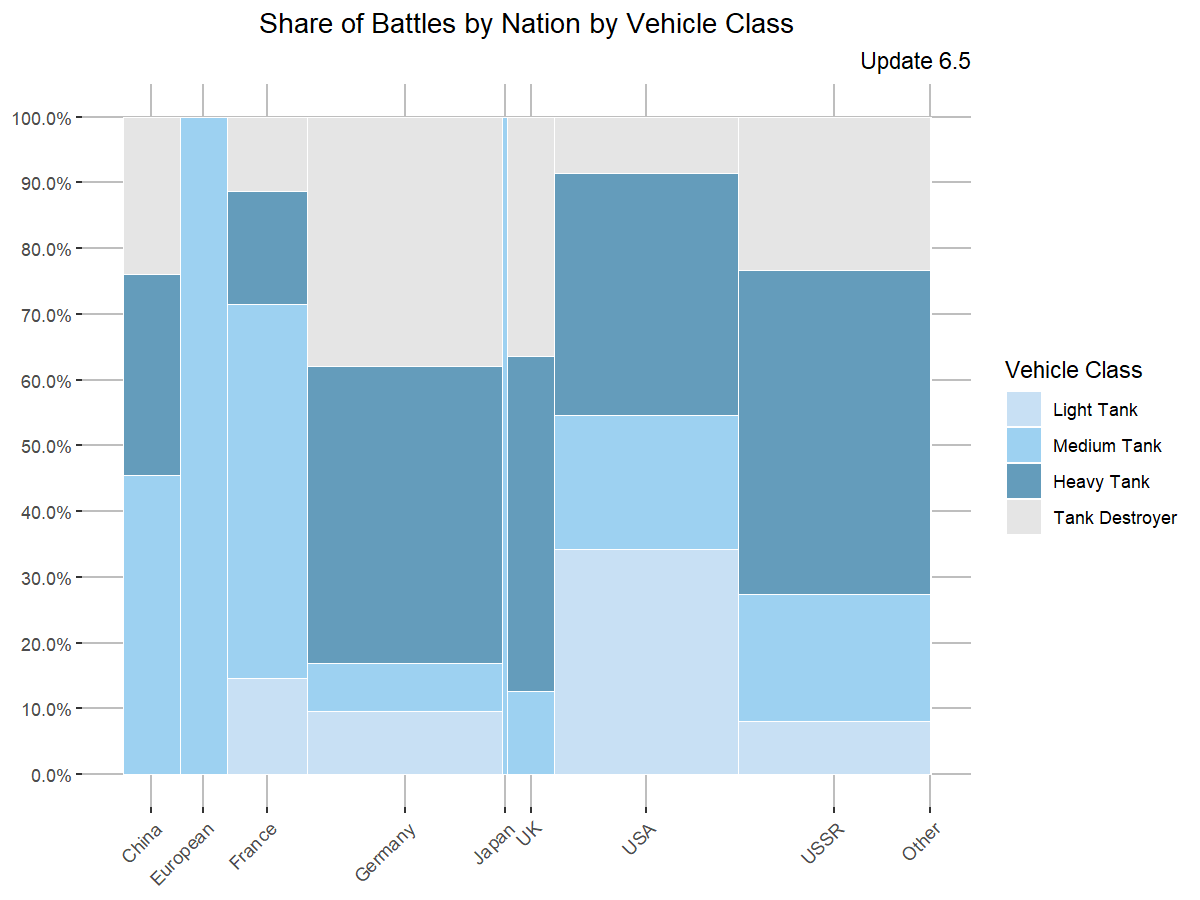 Share of Battles by Nation by Vehicle Class
Update 6.5
100.0%
90.0%
80.0%
70.0%
60.0%
50.0%
40.0%
30.0%
20.0%
10.0%
0.0%
China
European
France
Germany
Japan
UK
USA
USSR
Other
Vehicle Class
Light Tank
Medium Tank
Heavy Tank
Tank Destroyer